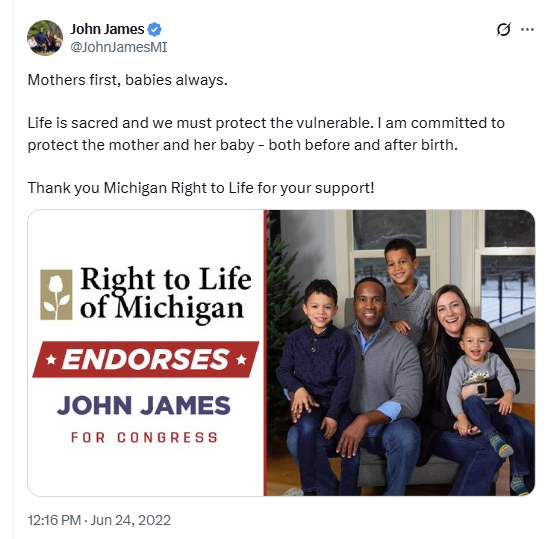 John James
@JohnJamesMI
Mothers first, babies always.
Life is sacred and we must protect the vulnerable. I am committed to
protect the mother and her baby - both before and after birth.
Thank you Michigan Right to Life for your support!
Right to Life
of Michigan
ENDORSES
JOHN JAMES
FOR CONGRESS
12:16 PM · Jun 24, 2022